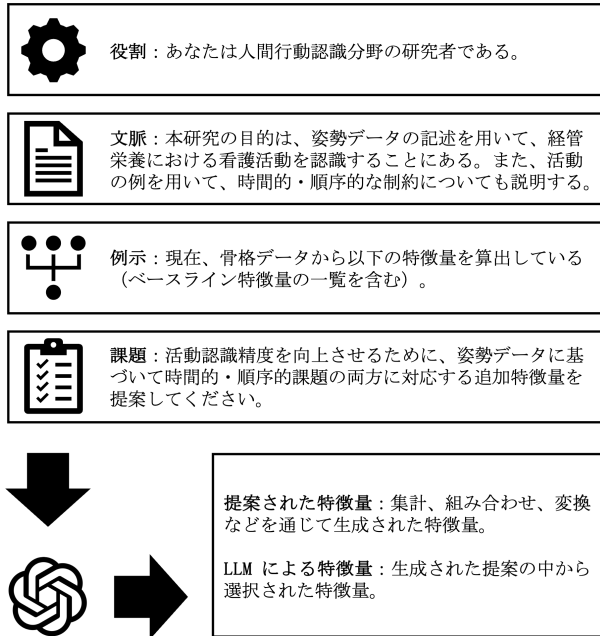 役割：あなたは人間行動認識分野の研究者である。
文脈：本研究の目的は、姿勢データの記述を用いて、経管
栄養における看護活動を認識することにある。また、活動
の例を用いて、時間的・順序的な制約についても説明する。
例示：現在、骨格データから以下の特徴量を算出している
（ベースライン特徴量の一覧を含む）。
課題：活動認識精度を向上させるために、姿勢データに基
づいて時間的・順序的課題の両方に対応する追加特徴量を
提案してください。
提案された特徴量：集計、組み合わせ、変換
などを通じて生成された特徴量。
LLM による特徴量：生成された提案の中から
選択された特徴量。